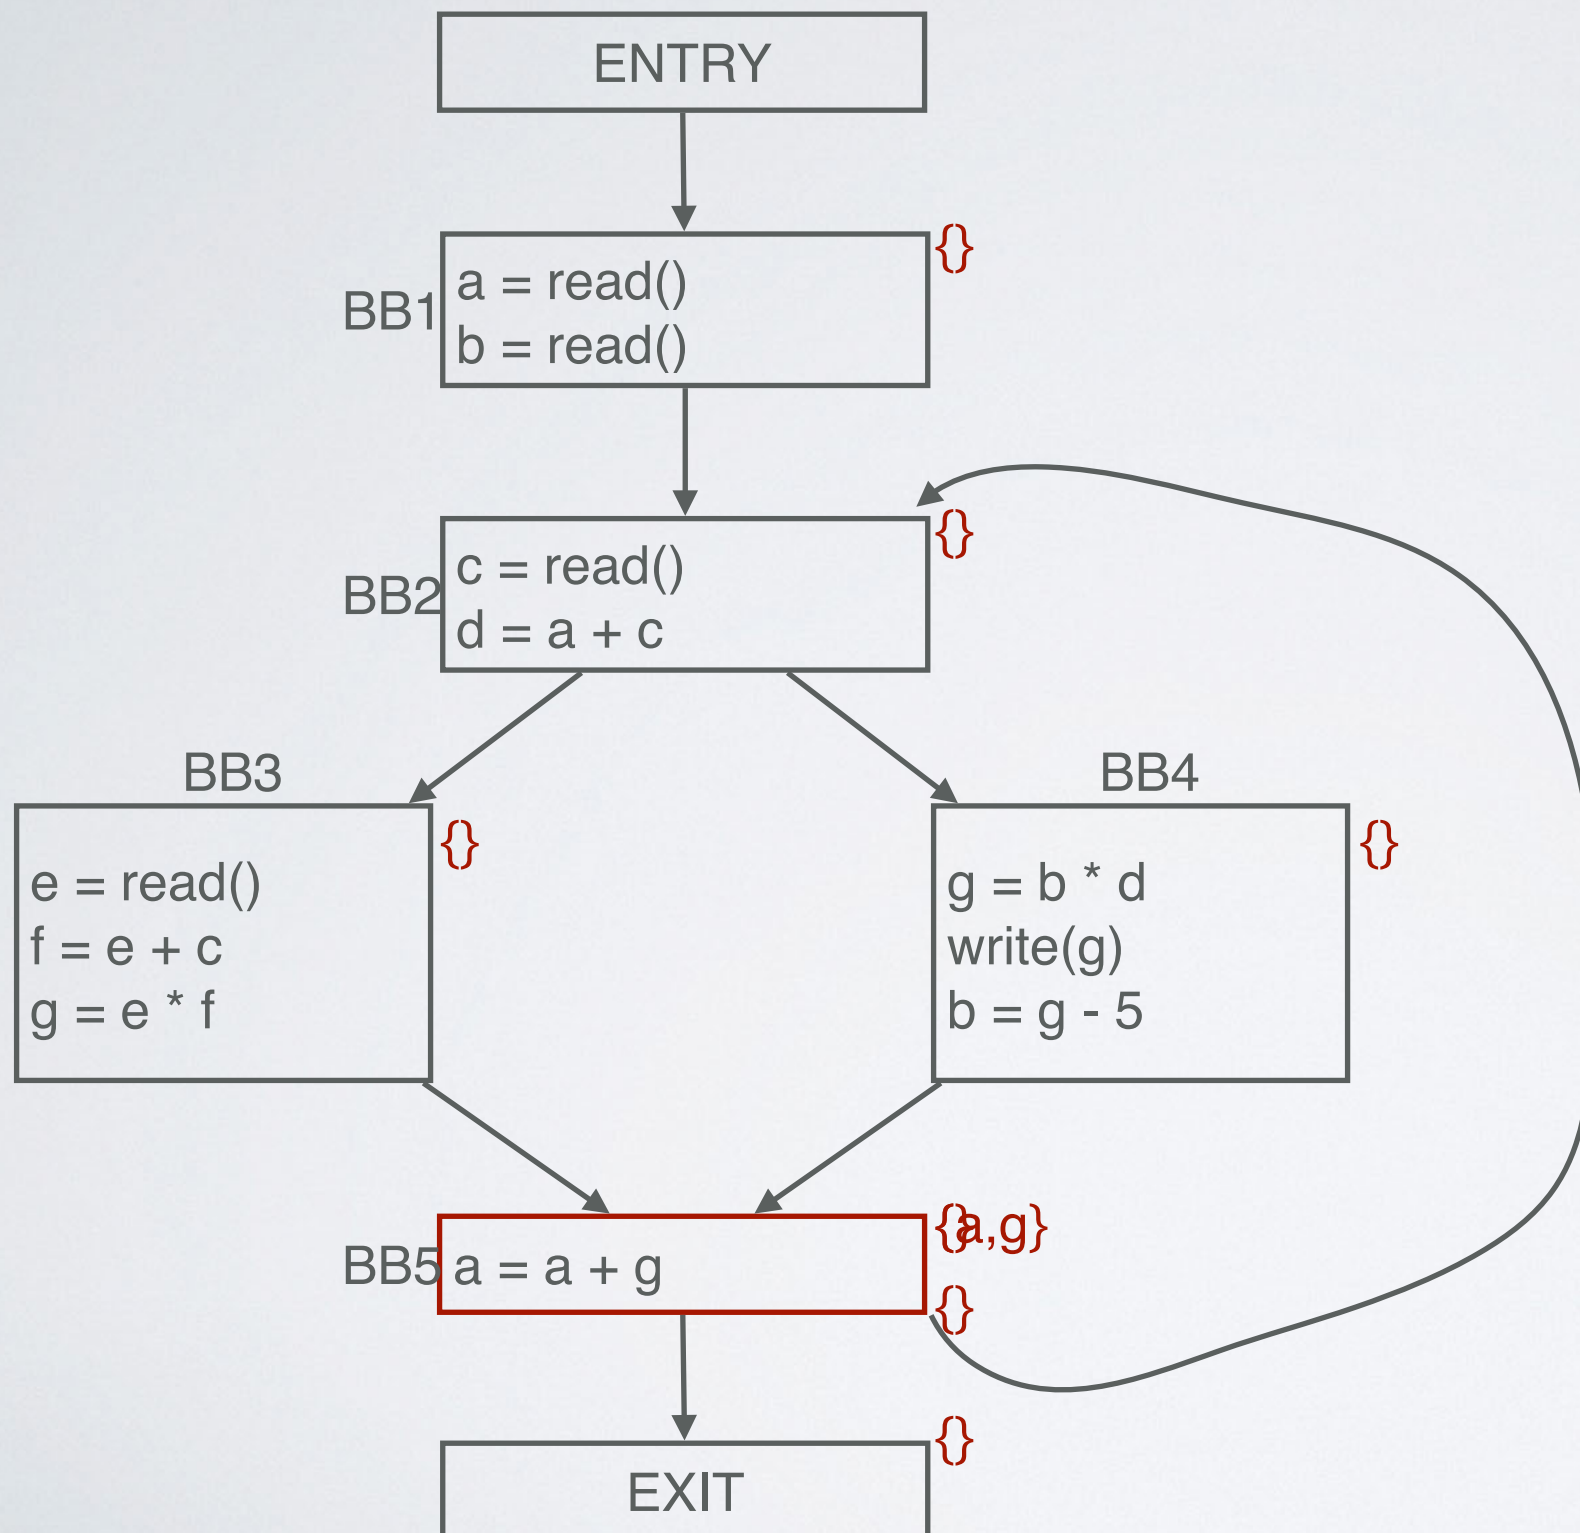 ENTRY
{}
BB1
a = read()
b = read()
{}
BB2
c = read()
d = a + c
BB3
BB4
{}
{}
e = read()
f = e + c
g = e * f
g = b * d
write(g)
b = g - 5
{}
{a,g}
BB5
a = a + g
{}
{}
EXIT